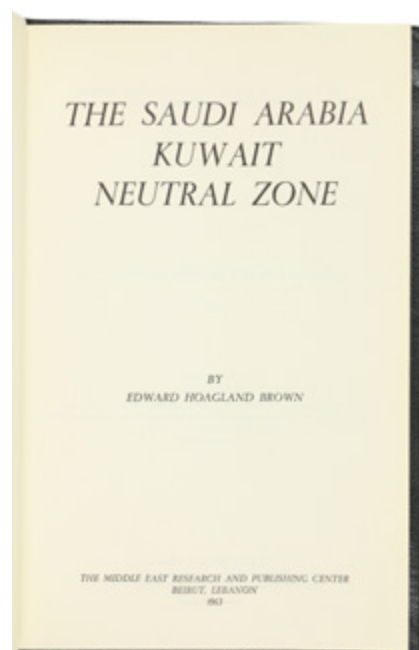 THE SAUDI ARABIA
KUWAIT
NEUTRAL ZONE
BY
EDWARD HOAGLAND BROWN
THE MIDDLE EAST RESEARCH AND PUBLISHING CENTER
BEIRUT, LEBANON
1963